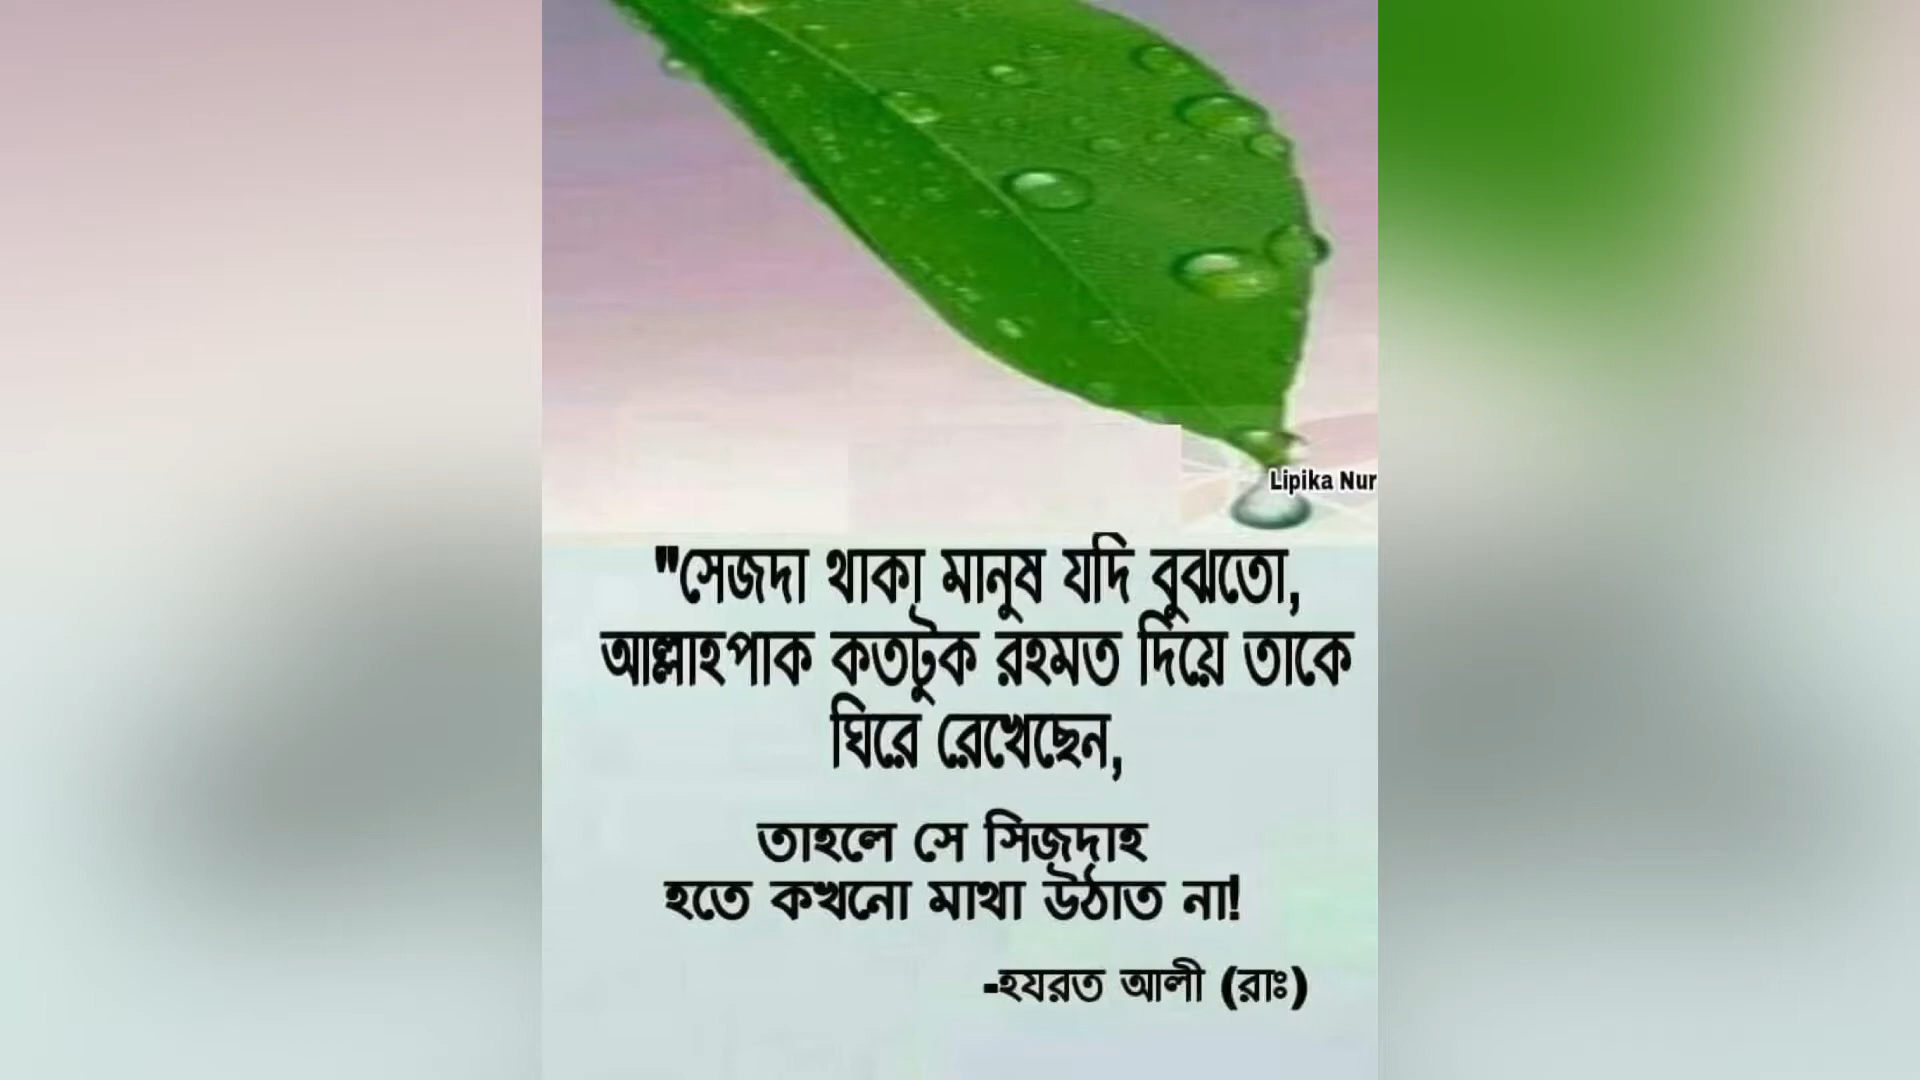 Lipika Nur
"সেজদা থাকা মানুষ যদি বুঝতো,
আল্লাহপাক কতটুক রহমত দিয়ে তাকে
ঘিরে রেখেছেন,
তাহলে সে সিজদাহ
হতে কখনো মাথা উঠাত না!
-হযরত আলী (রাঃ)